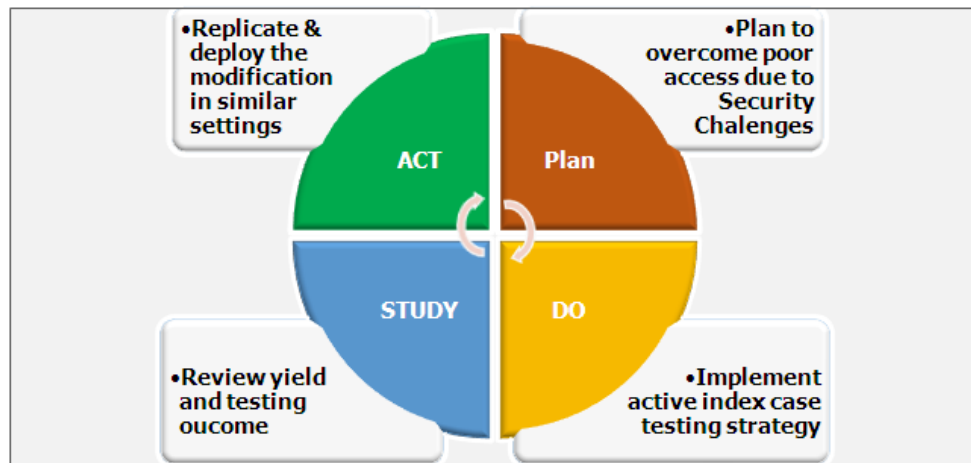 •Replicate &
deploy the
modification
in similar
settings
•Plan to
overcome poor
access due to
Security
Chalenges
ACT
Plan
STUDY
DO
•Review yield
and testing
oucome
•Implement
active index case
testing strategy